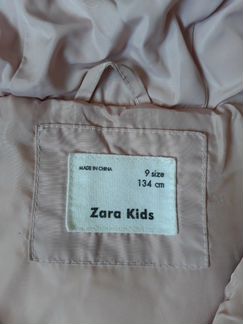 MADE IN CHINA
9 size
134 cm
Zara Kids